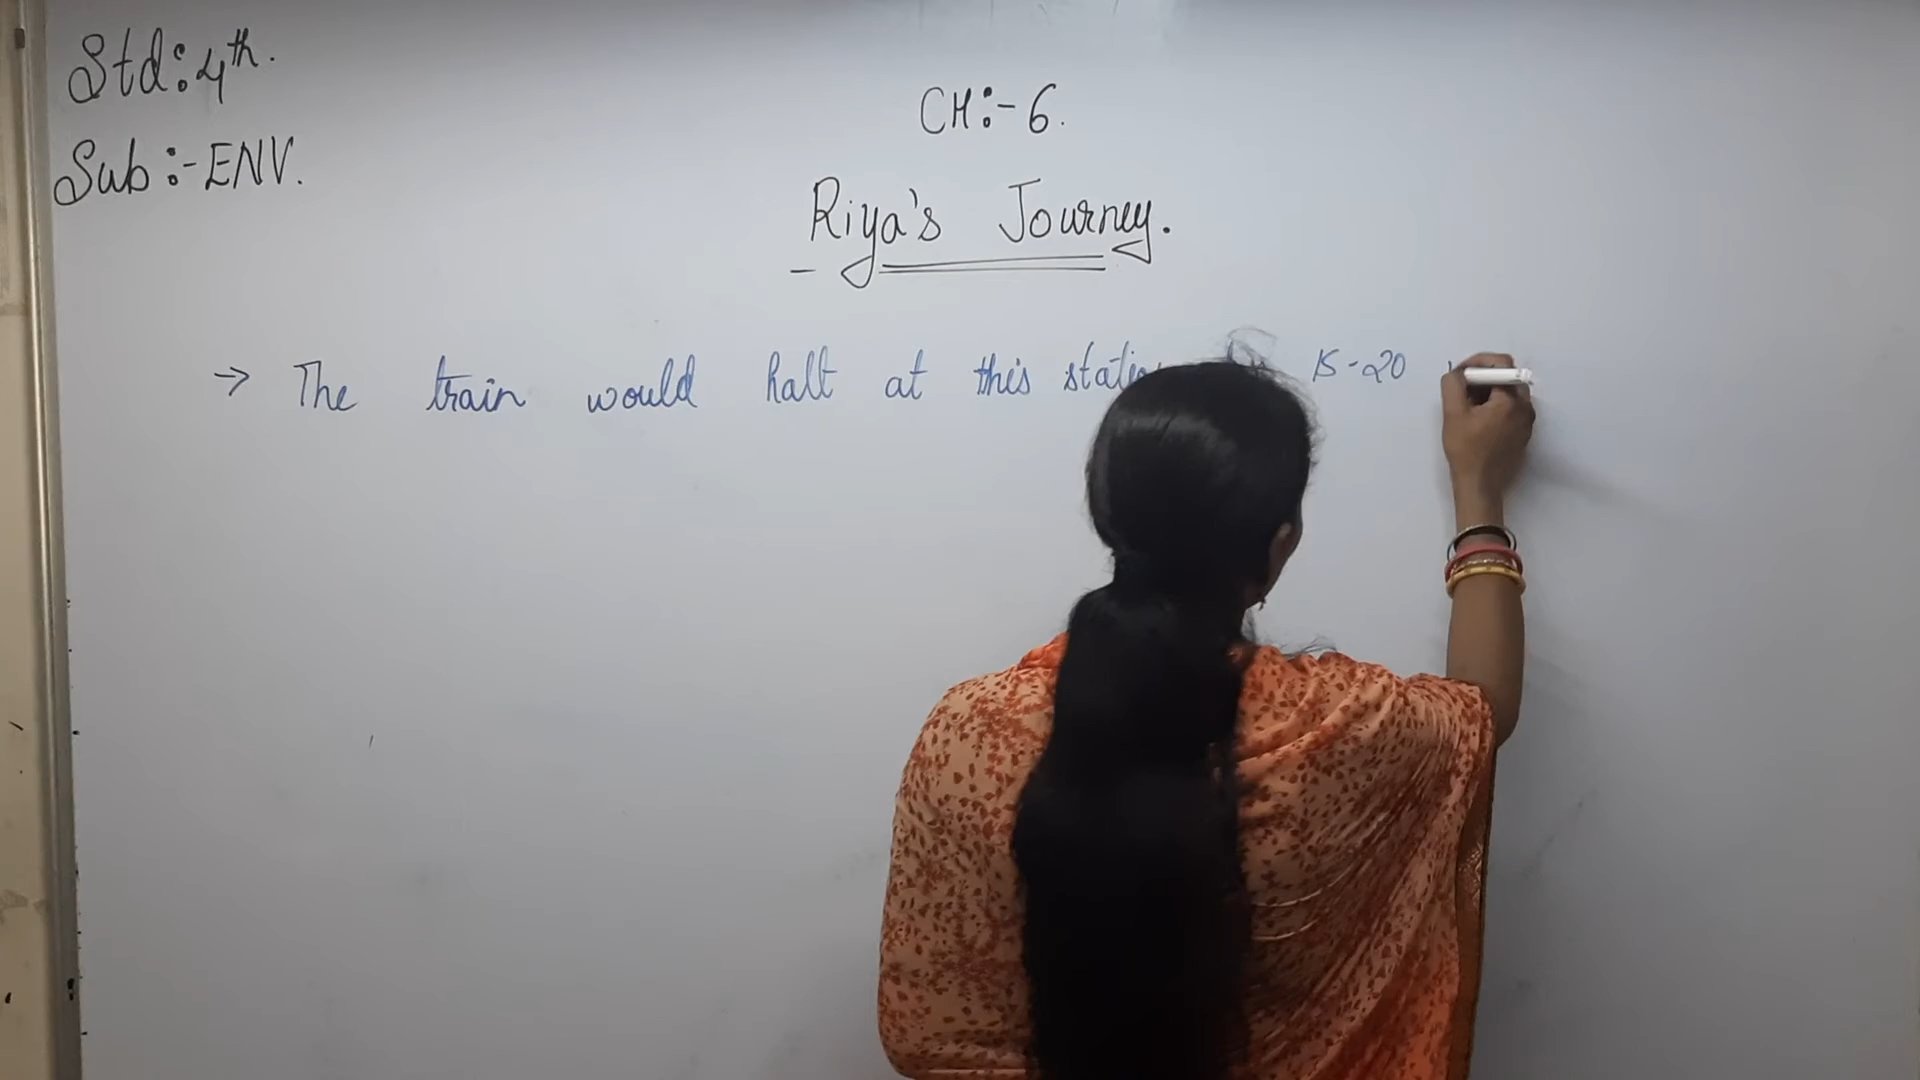 Std:4th.
Sub:-ENV.
CH:-6.
Riya's Journey.
→ The train would halt at this 15-20